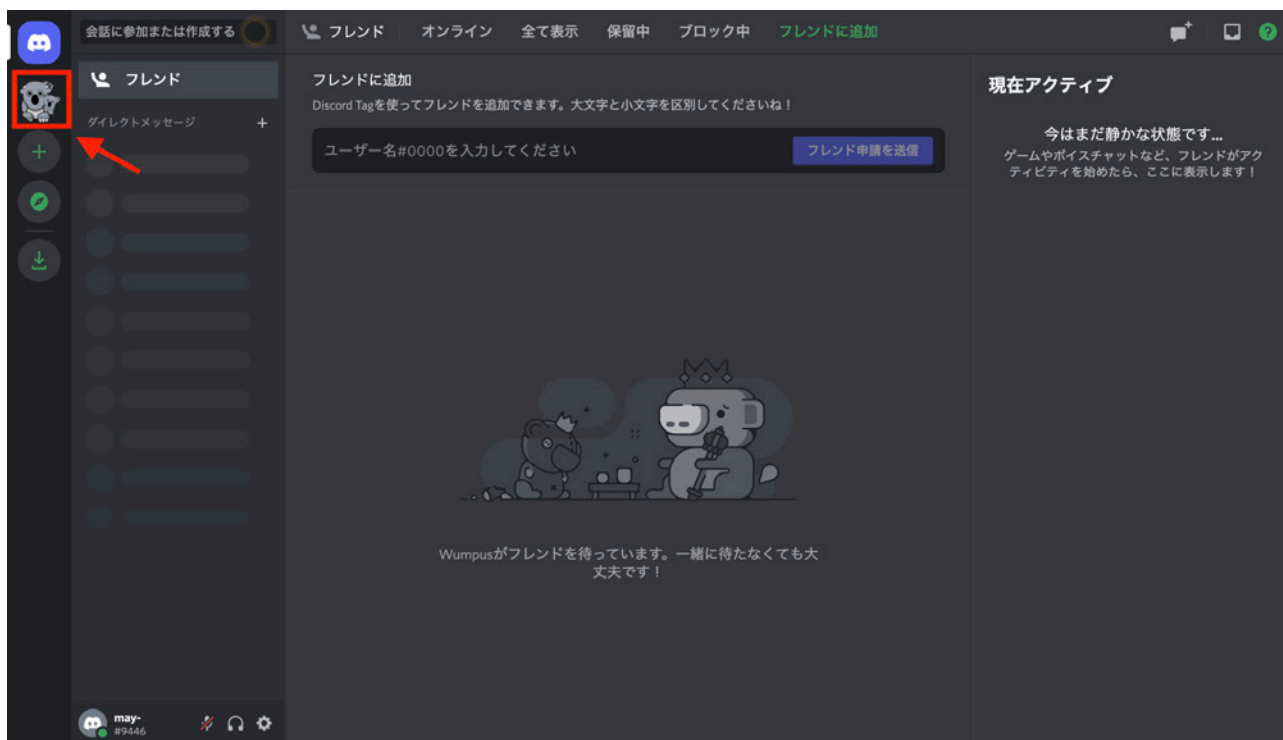 会話に参加または作成する
フレンド
オンライン
全て表示
保留中
ブロック中
フレンドに追加
フレンド
ダイレクトメッセージ
フレンドに追加
Discord Tagを使ってフレンドを追加できます。大文字と小文字を区別してくださいね！
ユーザー名#0000を入力してください
フレンド申請を送信
現在アクティブ
今はまだ静かな状態です...
ゲームやボイスチャットなど、フレンドがアク
ティビティを始めたら、ここに表示します！
Wumpusがフレンドを待っています。一緒に待たなくても大
丈夫です！
may-
#9446